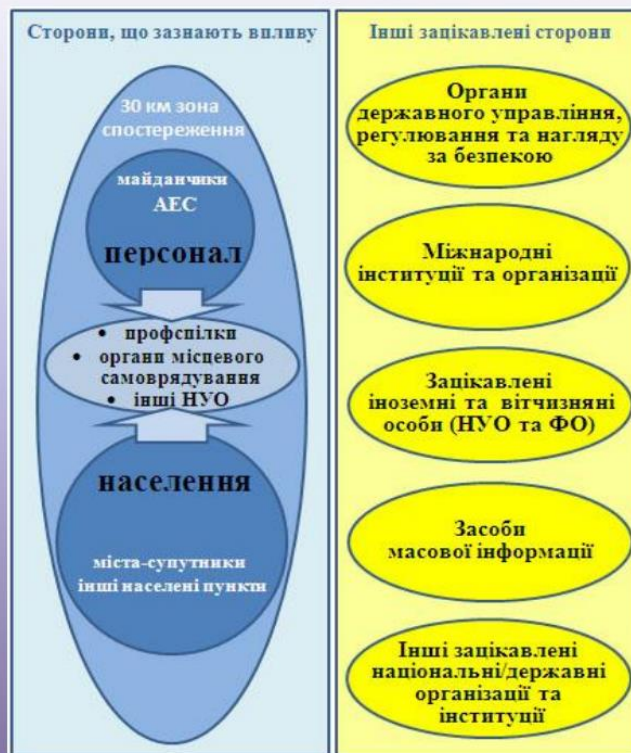 Сторони, що зазнають впливу
30 км зона
спостереження
майданчики
АЕС
персонал
• профспілки
• органи місцевого
самоврядування
• інші НУО
населення
міста-супутники
інші населені пункти
Інші зацікавлені сторони
Органи
державного управління,
регулювання та нагляду
за безпекою
Міжнародні
інституції та організації
Зацікавлені
іноземні та вітчизняні
особи (НУО та ФО)
Засоби
масової інформації
Інші зацікавлені
національні/державні
організації та
інституції